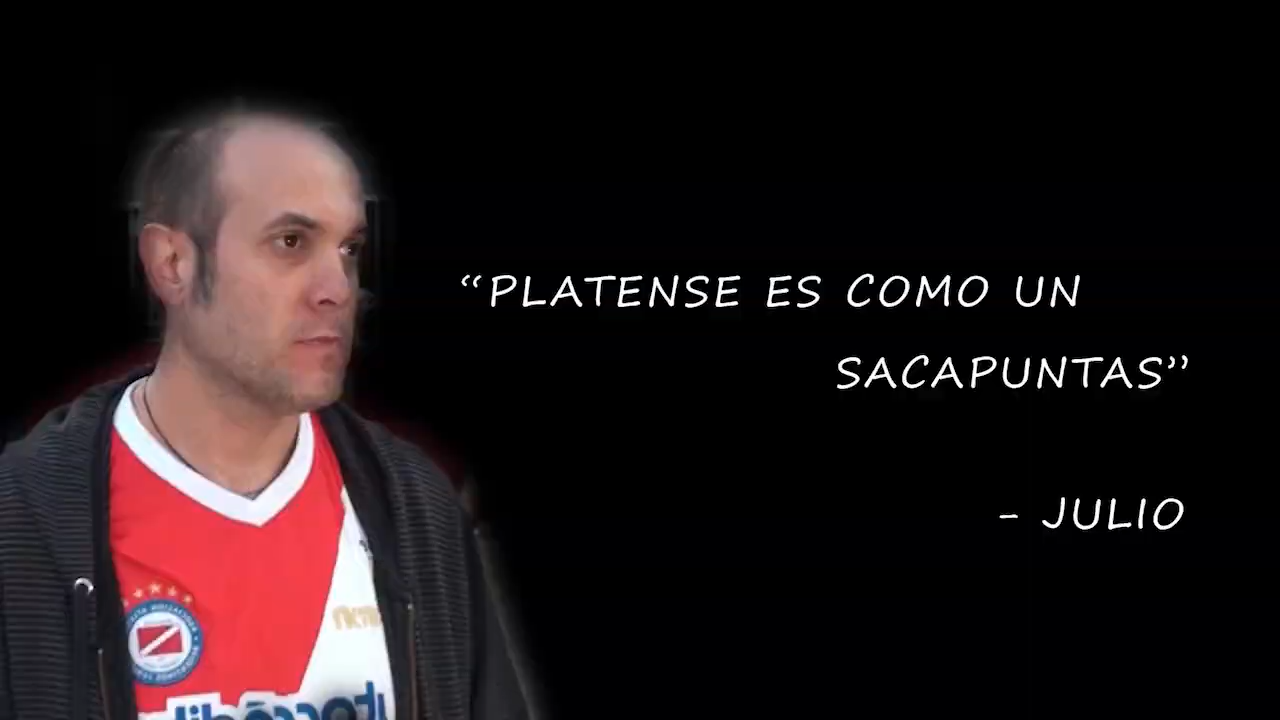 “PLATENSE ES COMO UN
SACAPUNTAS”
- JULIO